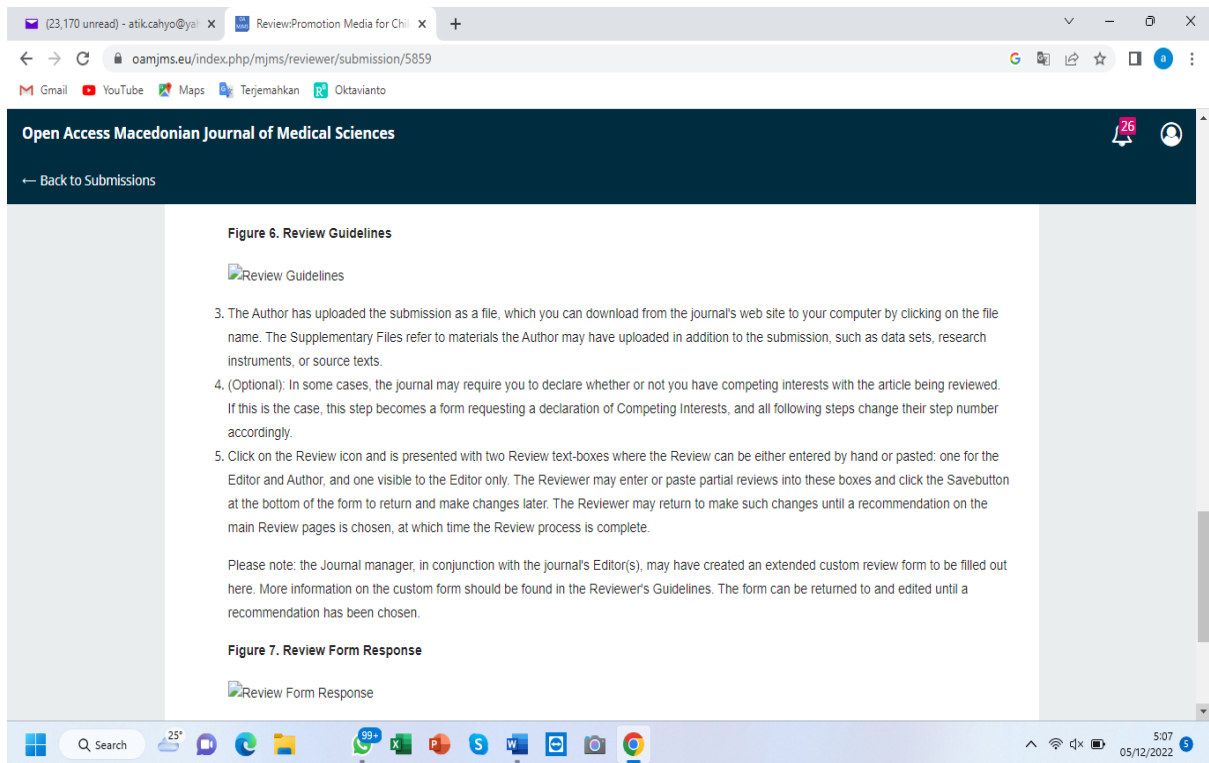 (23,170 unread) - atik.cahyo@yal
Review:Promotion Media for Chil
oamjms.eu/index.php/mjms/reviewer/submission/5859
Gmail YouTube Maps Terjemahkan Oktavianto
Open Access Macedonian Journal of Medical Sciences
26
← Back to Submissions
Figure 6. Review Guidelines
Review Guidelines
3. The Author has uploaded the submission as a file, which you can download from the journal's web site to your computer by clicking on the file
name. The Supplementary Files refer to materials the Author may have uploaded in addition to the submission, such as data sets, research
instruments, or source texts.
4. (Optional): In some cases, the journal may require you to declare whether or not you have competing interests with the article being reviewed.
If this is the case, this step becomes a form requesting a declaration of Competing Interests, and all following steps change their step number
accordingly.
5. Click on the Review icon and is presented with two Review text-boxes where the Review can be either entered by hand or pasted: one for the
Editor and Author, and one visible to the Editor only. The Reviewer may enter or paste partial reviews into these boxes and click the Savebutton
at the bottom of the form to return and make changes later. The Reviewer may return to make such changes until a recommendation on the
main Review pages is chosen, at which time the Review process is complete.
Please note: the Journal manager, in conjunction with the journal's Editor(s), may have created an extended custom review form to be filled out
here. More information on the custom form should be found in the Reviewer's Guidelines. The form can be returned to and edited until a
recommendation has been chosen.
Figure 7. Review Form Response
Review Form Response
Search
25°
99+
5:07
05/12/2022
5